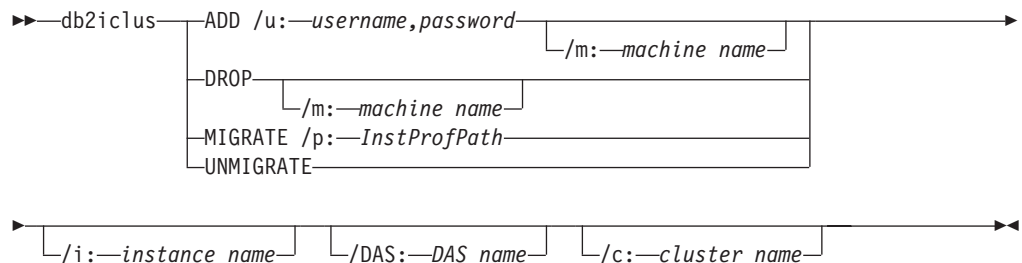 db2iclus ADD /u: username,password
/m: machine name
DROP
/m: machine name
MIGRATE /p: InstProfPath
UNMIGRATE
/i: instance name /DAS: DAS name /c: cluster name